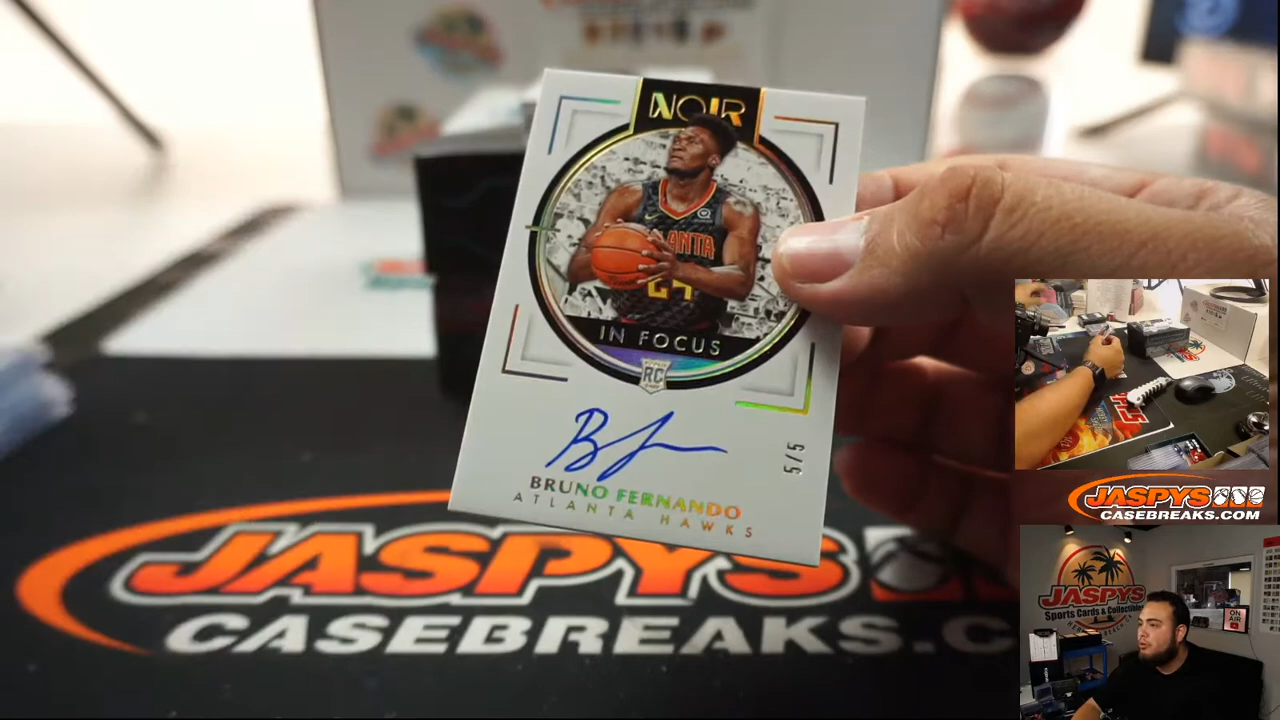 NOIR
ATLANTA
24
IN FOCUS
RC
5/5
BRUNO FERNANDO
ATLANTA HAWKS
JASPYS
CASEBREAKS.C
JASPYS
CASEBREAKS.COM
JASPYS
Sports Cards & Collectibles
ON
AIR